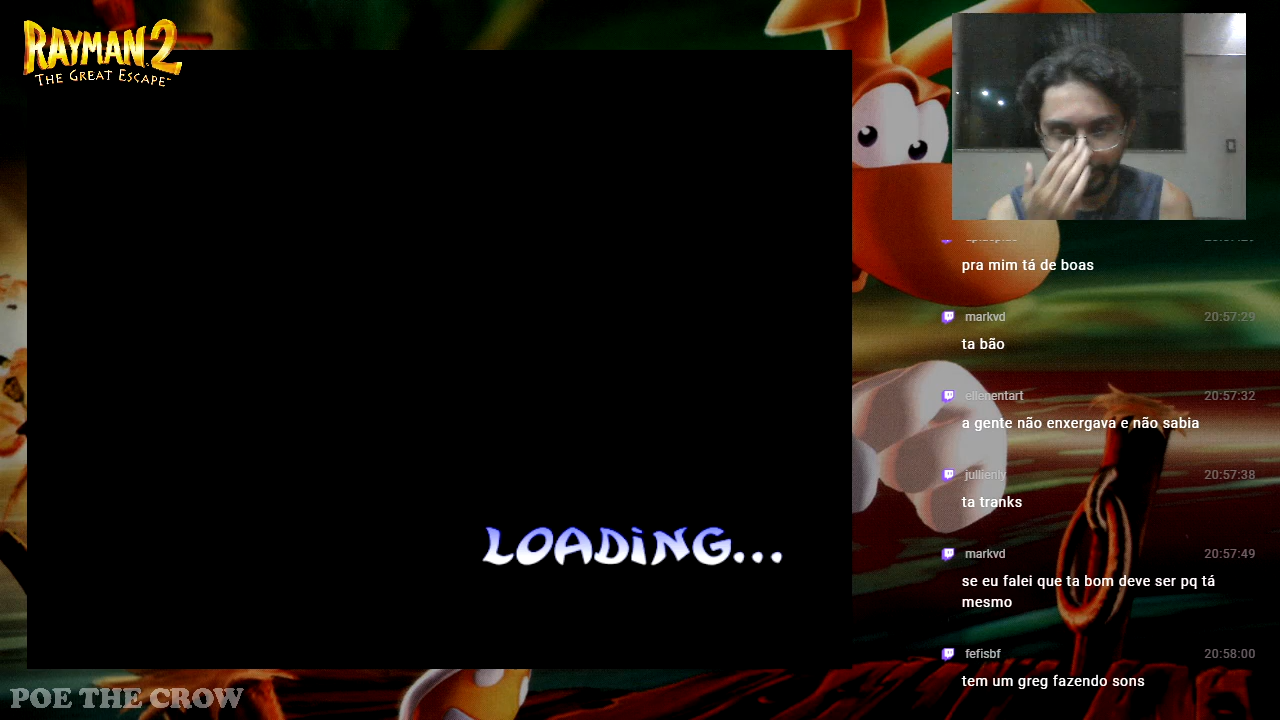 RAYMAN 2
THE GREAT ESCAPE
pra mim tá de boas
markvd 20:57:29
ta bão
ellenentart 20:57:32
a gente não enxergava e não sabia
jullienly 20:57:38
ta tranks
markvd 20:57:49
se eu falei que ta bom deve ser pq tá
mesmo
fefisbf 20:58:00
tem um greg fazendo sons
LOADING...
POE THE CROW